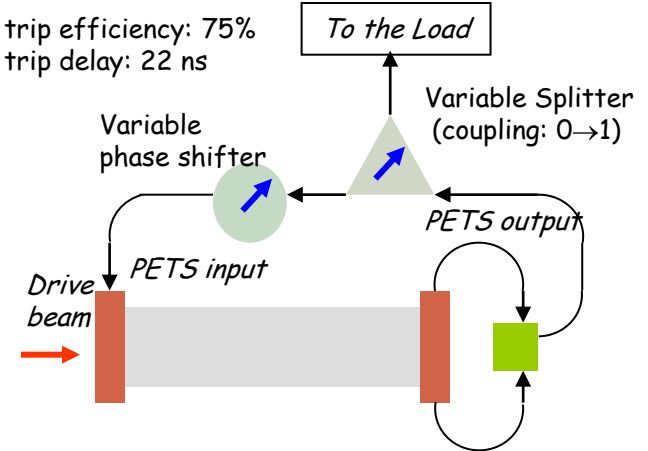 trip efficiency: 75%
trip delay: 22 ns
To the Load
Variable Splitter
(coupling: 0→1)
Variable
phase shifter
PETS output
PETS input
Drive
beam